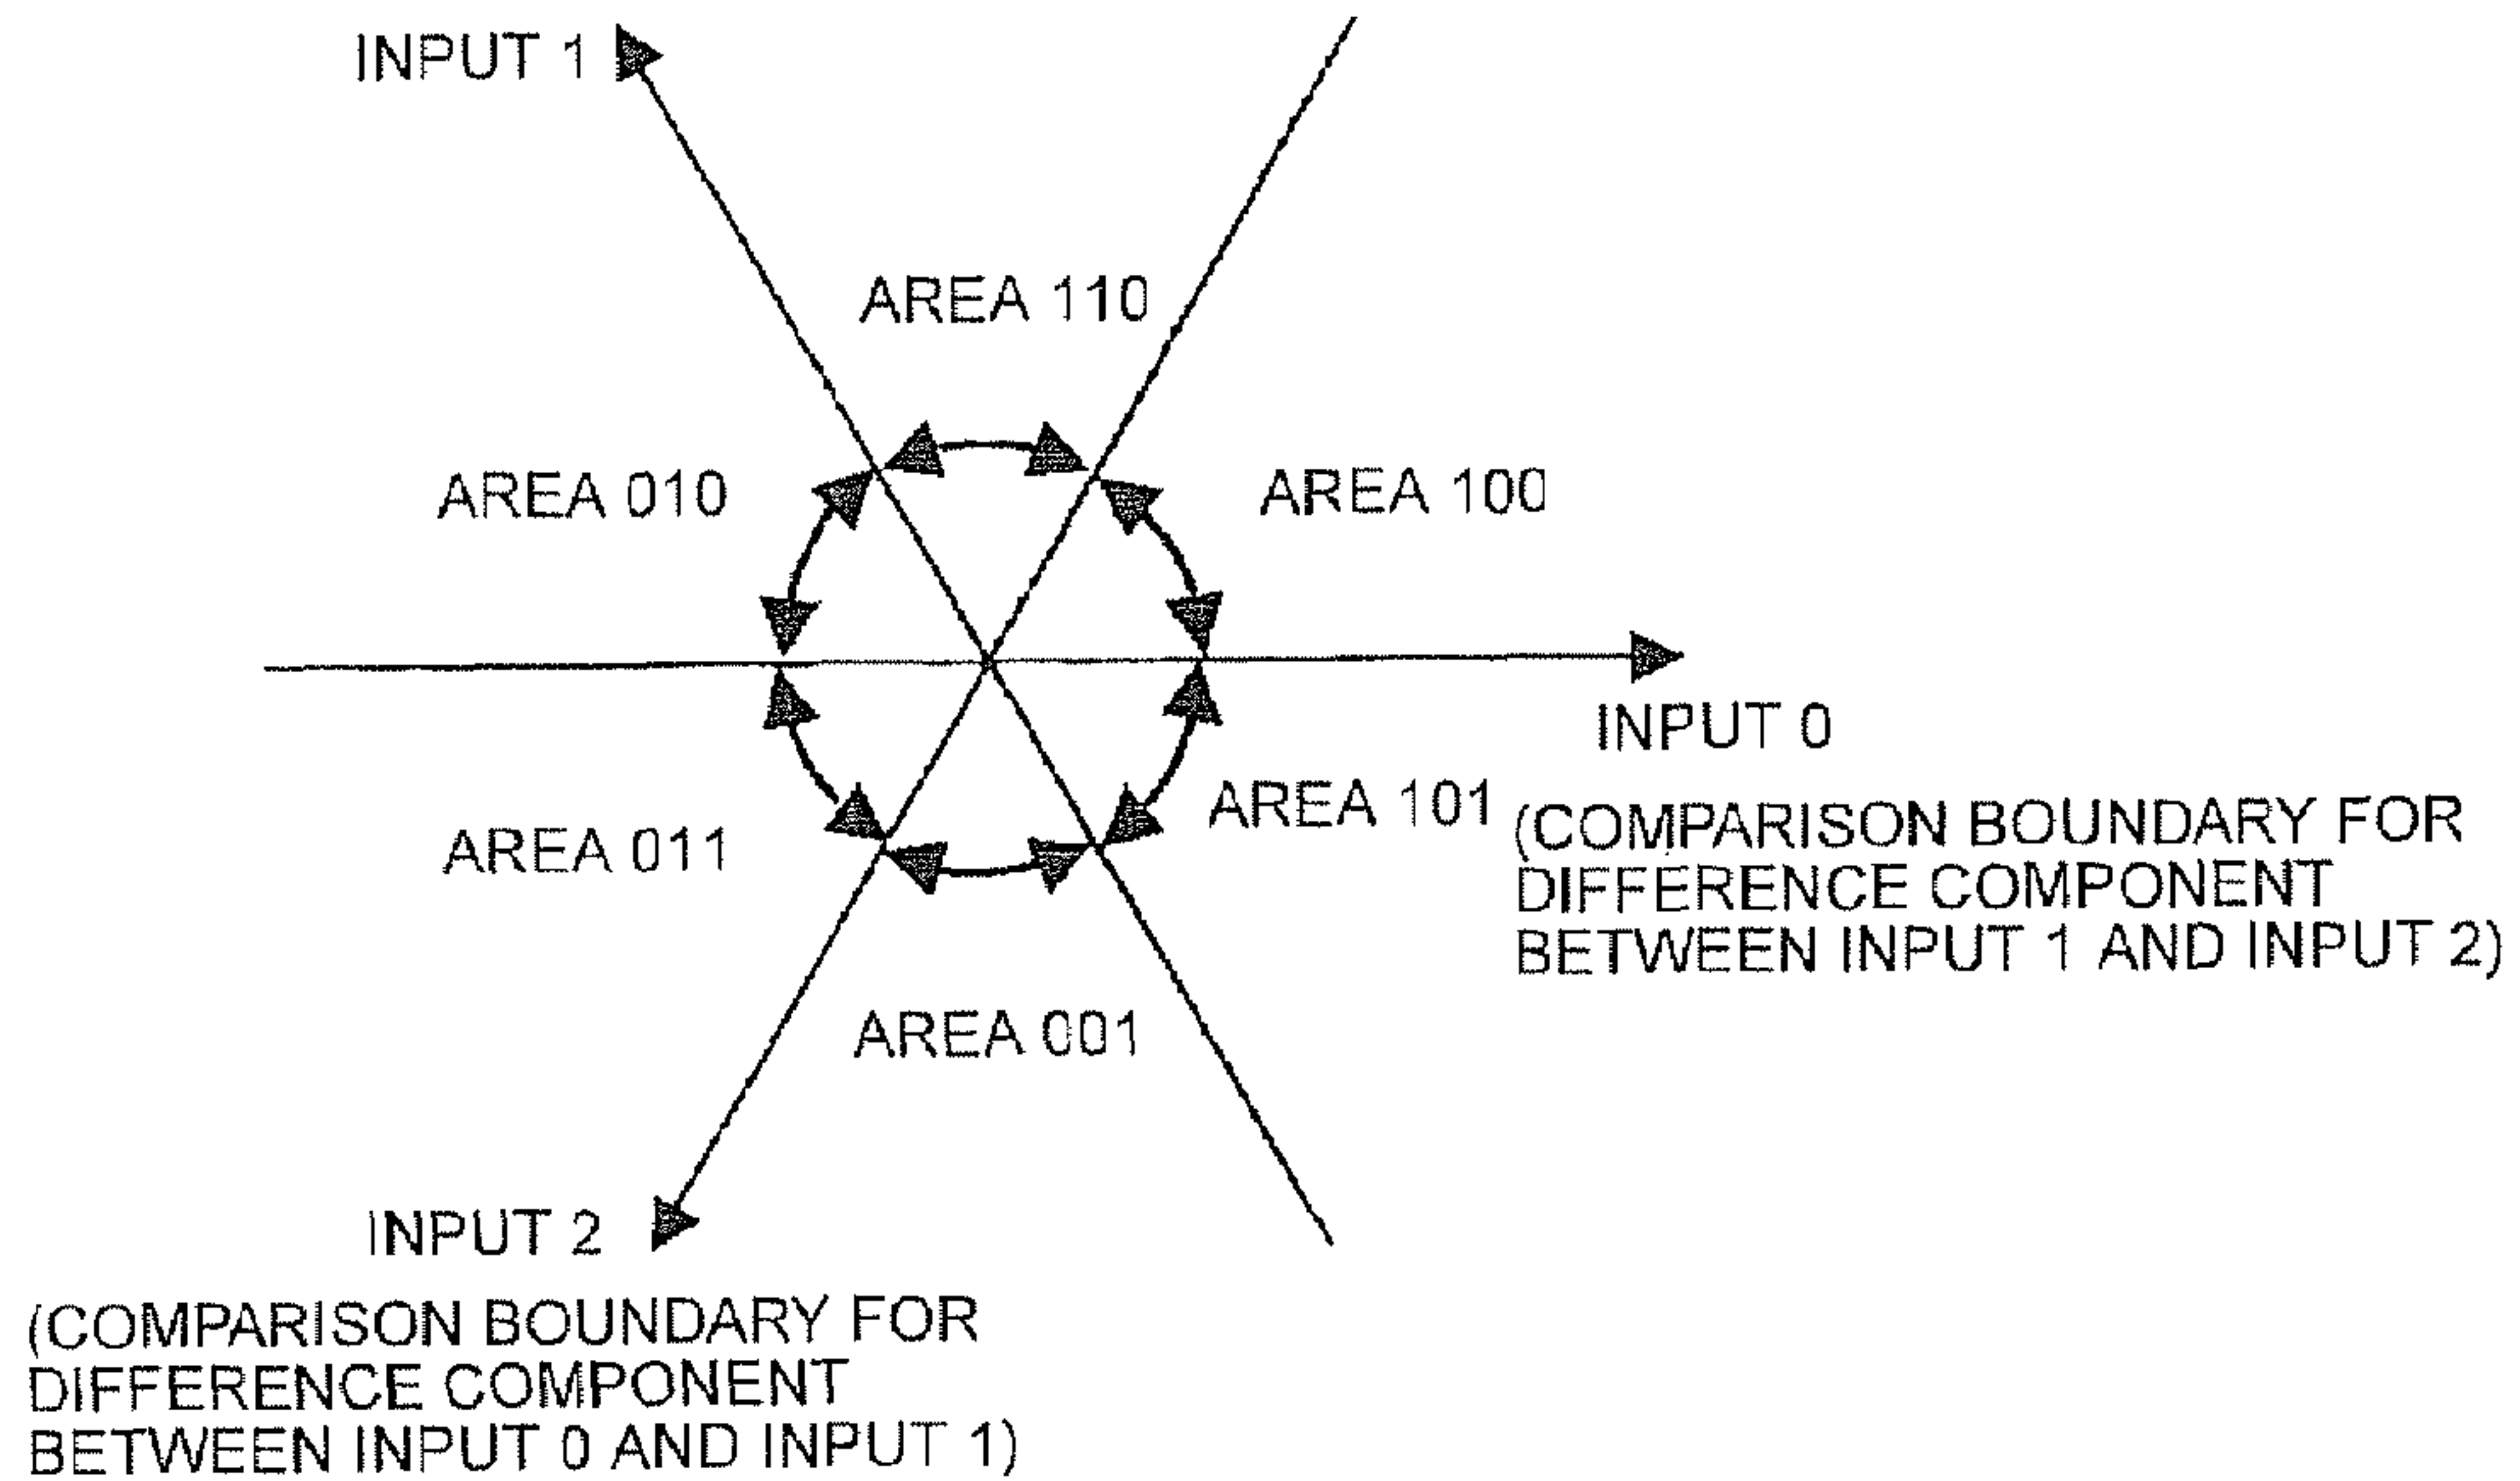 INPUT 1
AREA 110
AREA 010
AREA 100
INPUT 0
(COMPARISON BOUNDARY FOR
DIFFERENCE COMPONENT
BETWEEN INPUT 1 AND INPUT 2)
AREA 101
AREA 011
AREA 001
INPUT 2
(COMPARISON BOUNDARY FOR
DIFFERENCE COMPONENT
BETWEEN INPUT 0 AND INPUT 1)